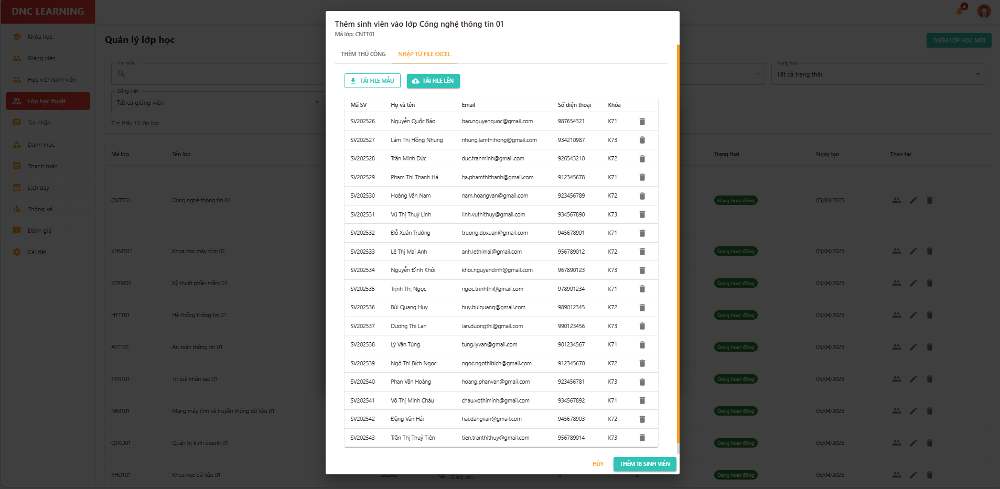 DNC LEARNING
4
Khóa học
Giảng viên
Học viên/sinh viên
Lớp học thuật
Tin nhắn
Danh mục
Thanh toán
Lịch dạy
Thống kê
Đánh giá
Cài đặt
Quản lý lớp học
THÊM LỚP HỌC MỚI
Tìm kiếm
Trạng thái
Tất cả trạng thái
Giảng viên
Tất cả giảng viên
Tìm thấy 10 lớp học
Mã lớp Tên lớp Trạng thái Ngày tạo Thao tác
CNTT01 Công nghệ thông tin 01 Đang hoạt động 05/04/2025
KHMT01 Khoa học máy tính 01 Đang hoạt động 05/04/2025
KTPM01 Kỹ thuật phần mềm 01 Đang hoạt động 05/04/2025
HTTT01 Hệ thống thông tin 01 Đang hoạt động 05/04/2025
ATTT01 An toàn thông tin 01 Đang hoạt động 05/04/2025
TTNT01 Trí tuệ nhân tạo 01 Đang hoạt động 05/04/2025
MMT01 Mạng máy tính và truyền thông dữ liệu 01 Đang hoạt động 05/04/2025
QTKD01 Quản trị kinh doanh 01 Đang hoạt động 05/04/2025
KHDT01 Khoa học dữ liệu 01 20242 Giảng viên 0 0 Đang hoạt động 05/04/2025
Thêm sinh viên vào lớp Công nghệ thông tin 01
Mã lớp: CNTT01
THÊM THỦ CÔNG NHẬP TỪ FILE EXCEL
TẢI FILE MẪU TẢI FILE LÊN
Mã SV Họ và tên Email Số điện thoại Khóa
SV202526 Nguyễn Quốc Bảo bao.nguyenquoc@gmail.com 987654321 K71
SV202527 Lâm Thị Hồng Nhung nhung.lamthihong@gmail.com 934210987 K73
SV202528 Trần Minh Đức duc.tranminh@gmail.com 926543210 K72
SV202529 Phạm Thị Thanh Hà ha.phamthithanh@gmail.com 912345678 K71
SV202530 Hoàng Văn Nam nam.hoangvan@gmail.com 923456789 K72
SV202531 Vũ Thị Thuỳ Linh linh.vuthithuy@gmail.com 934567890 K73
SV202532 Đỗ Xuân Trường truong.doxuan@gmail.com 945678901 K71
SV202533 Lê Thị Mai Anh anh.lethimai@gmail.com 956789012 K72
SV202534 Nguyễn Đình Khôi khoi.nguyendinh@gmail.com 967890123 K73
SV202535 Trịnh Thị Ngọc ngoc.trinhthi@gmail.com 978901234 K71
SV202536 Bùi Quang Huy huy.buiquang@gmail.com 989012345 K72
SV202537 Dương Thị Lan lan.duongthi@gmail.com 990123456 K73
SV202538 Lý Văn Tùng tung.lyvan@gmail.com 901234567 K71
SV202539 Ngô Thị Bích Ngọc ngoc.ngothibich@gmail.com 912345670 K72
SV202540 Phan Văn Hoàng hoang.phanvan@gmail.com 923456781 K73
SV202541 Võ Thị Minh Châu chau.vothiminh@gmail.com 934567892 K71
SV202542 Đặng Văn Hải hai.dangvan@gmail.com 945678903 K72
SV202543 Trần Thị Thuỷ Tiên tien.tranthithuy@gmail.com 956789014 K73
HỦY THÊM 18 SINH VIÊN